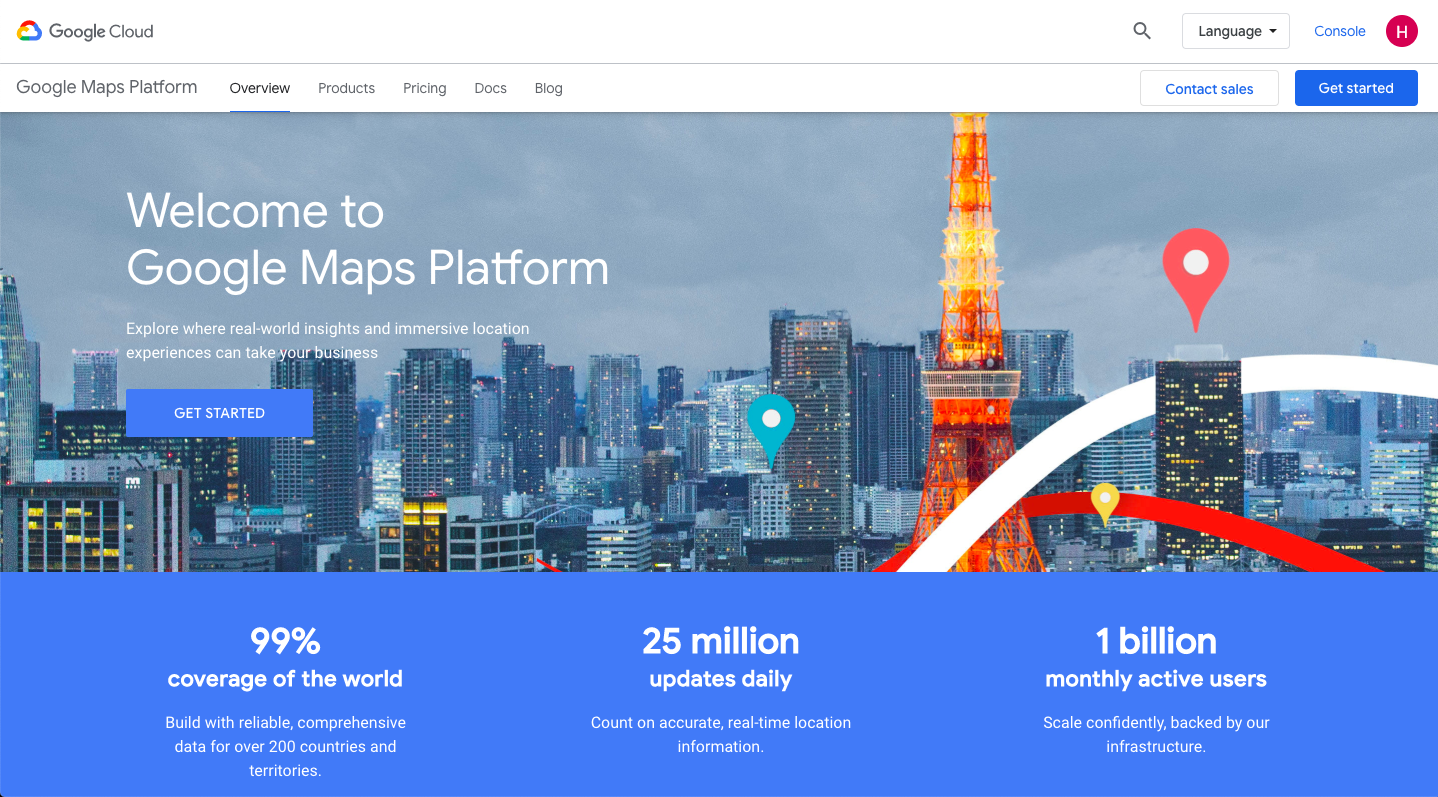 Google Cloud
Language
Console
H
Google Maps Platform
Overview
Products
Pricing
Docs
Blog
Contact sales
Get started
Welcome to
Google Maps Platform
Explore where real-world insights and immersive location
experiences can take your business
GET STARTED
99%
coverage of the world
Build with reliable, comprehensive
data for over 200 countries and
territories.
25 million
updates daily
Count on accurate, real-time location
information.
1 billion
monthly active users
Scale confidently, backed by our
infrastructure.